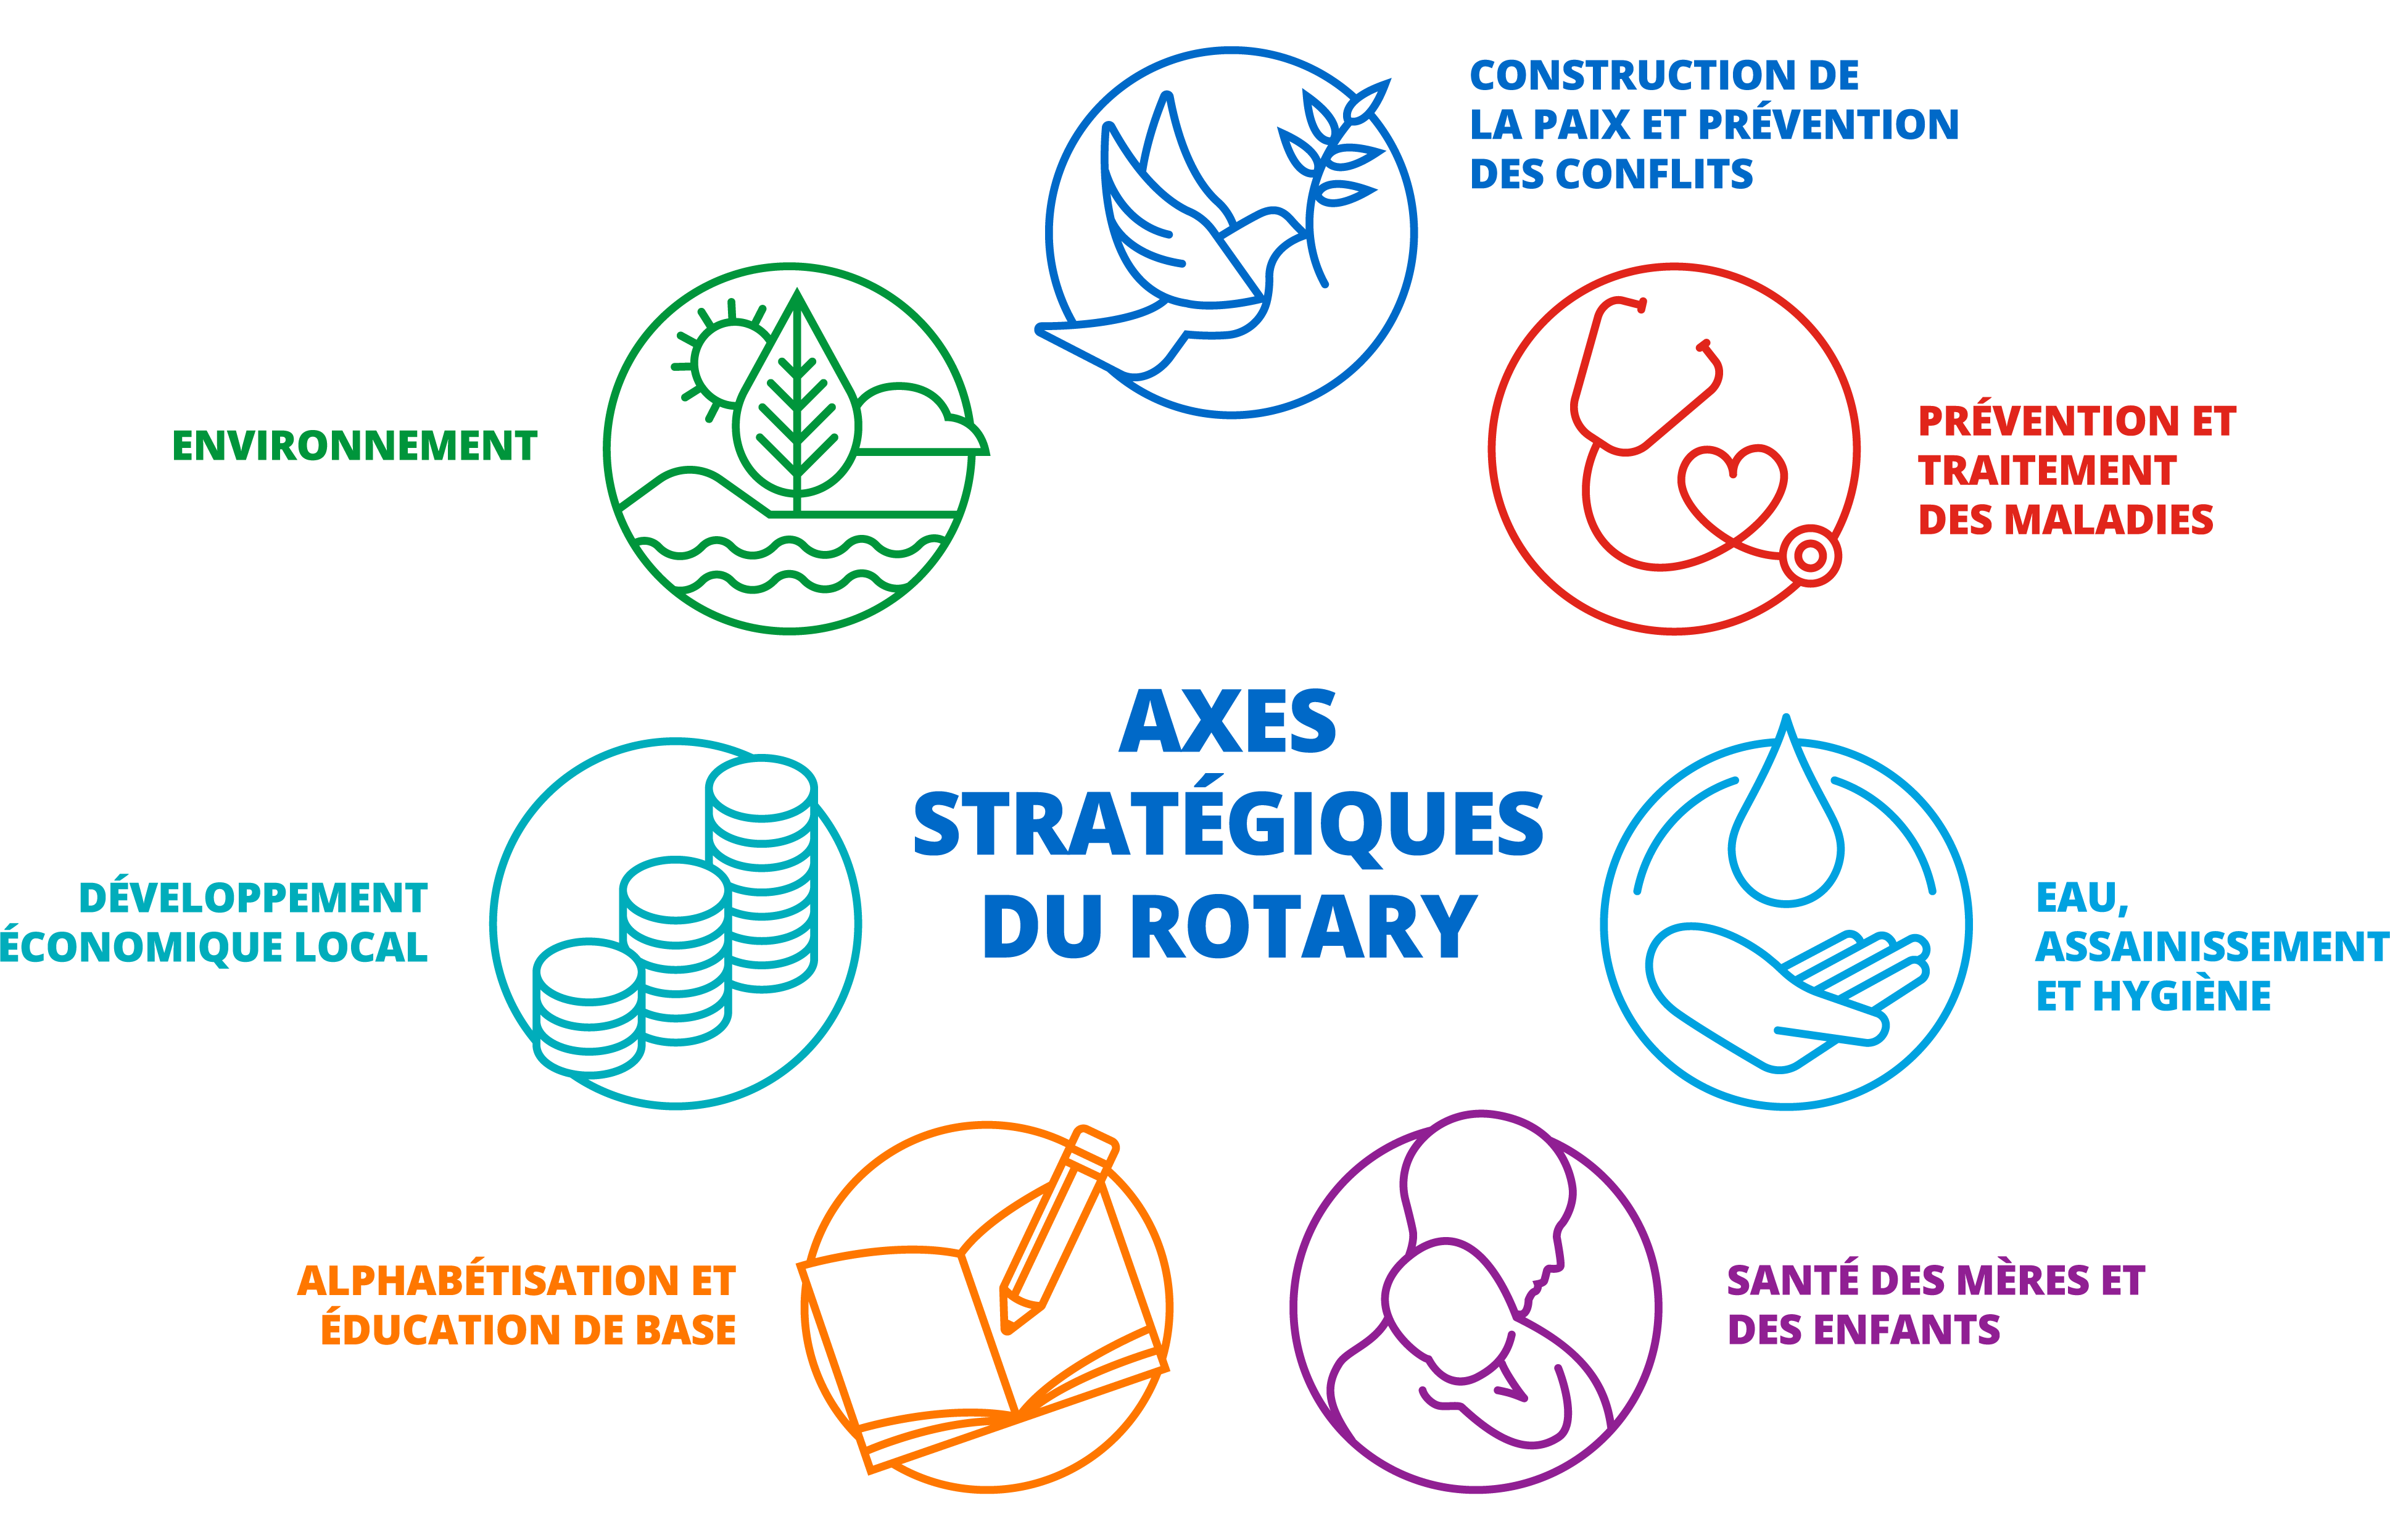 CONSTRUCTION DE
LA PAIX ET PRÉVENTION
DES CONFLITS
PRÉVENTION ET
TRAITEMENT
DES MALADIES
ENVIRONNEMENT
AXES
STRATÉGIQUES
DU ROTARY
DÉVELOPPEMENT
ÉCONOMIQUE LOCAL
EAU,
ASSAINISSEMENT
ET HYGIÈNE
ALPHABÉTISATION ET
ÉDUCATION DE BASE
SANTÉ DES MÈRES ET
DES ENFANTS